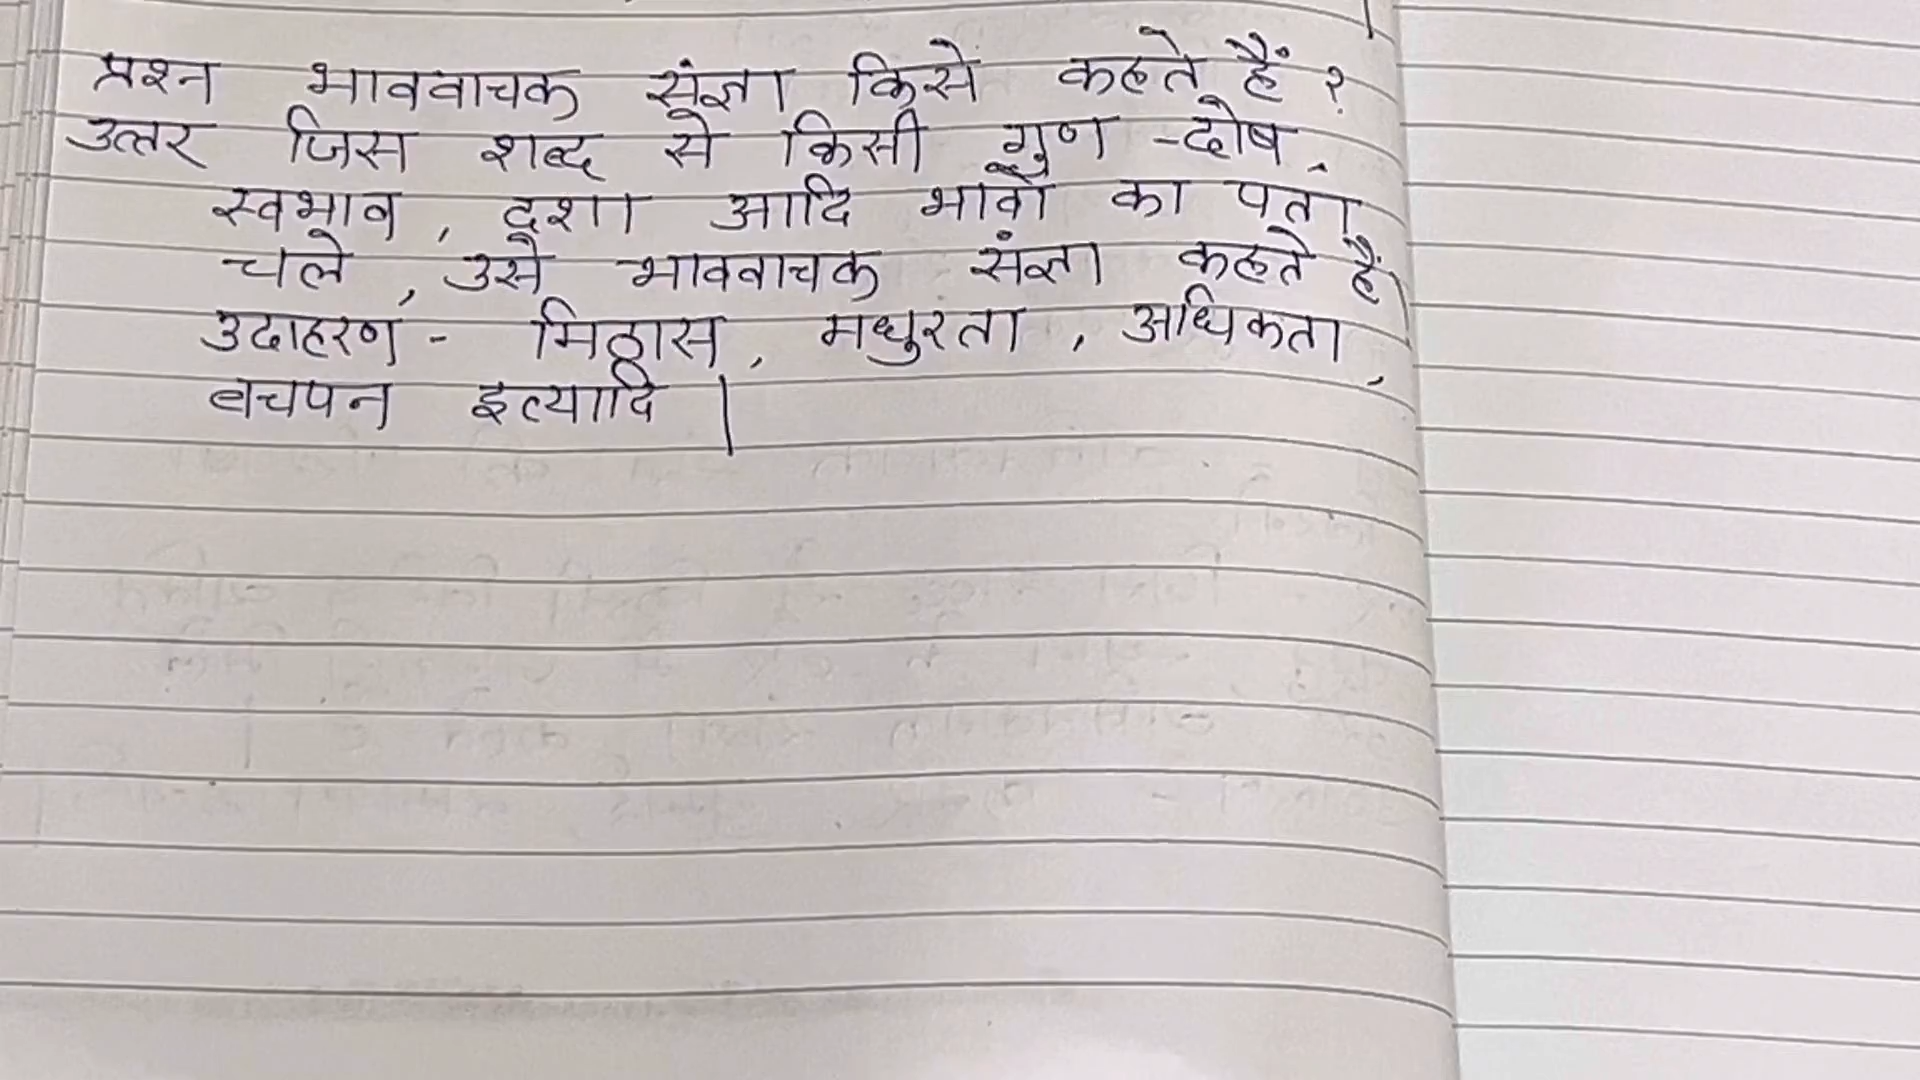 प्रश्न भाववाचक संज्ञा किसे कहते हैं ?
उत्तर जिस शब्द से किसी गुण -दोष,
स्वभाव, दशा आदि भावों का पता
चले, उसे भाववाचक संज्ञा कहते हैं।
उदाहरण - मिठास, मधुरता, अधिकता,
बचपन इत्यादि |